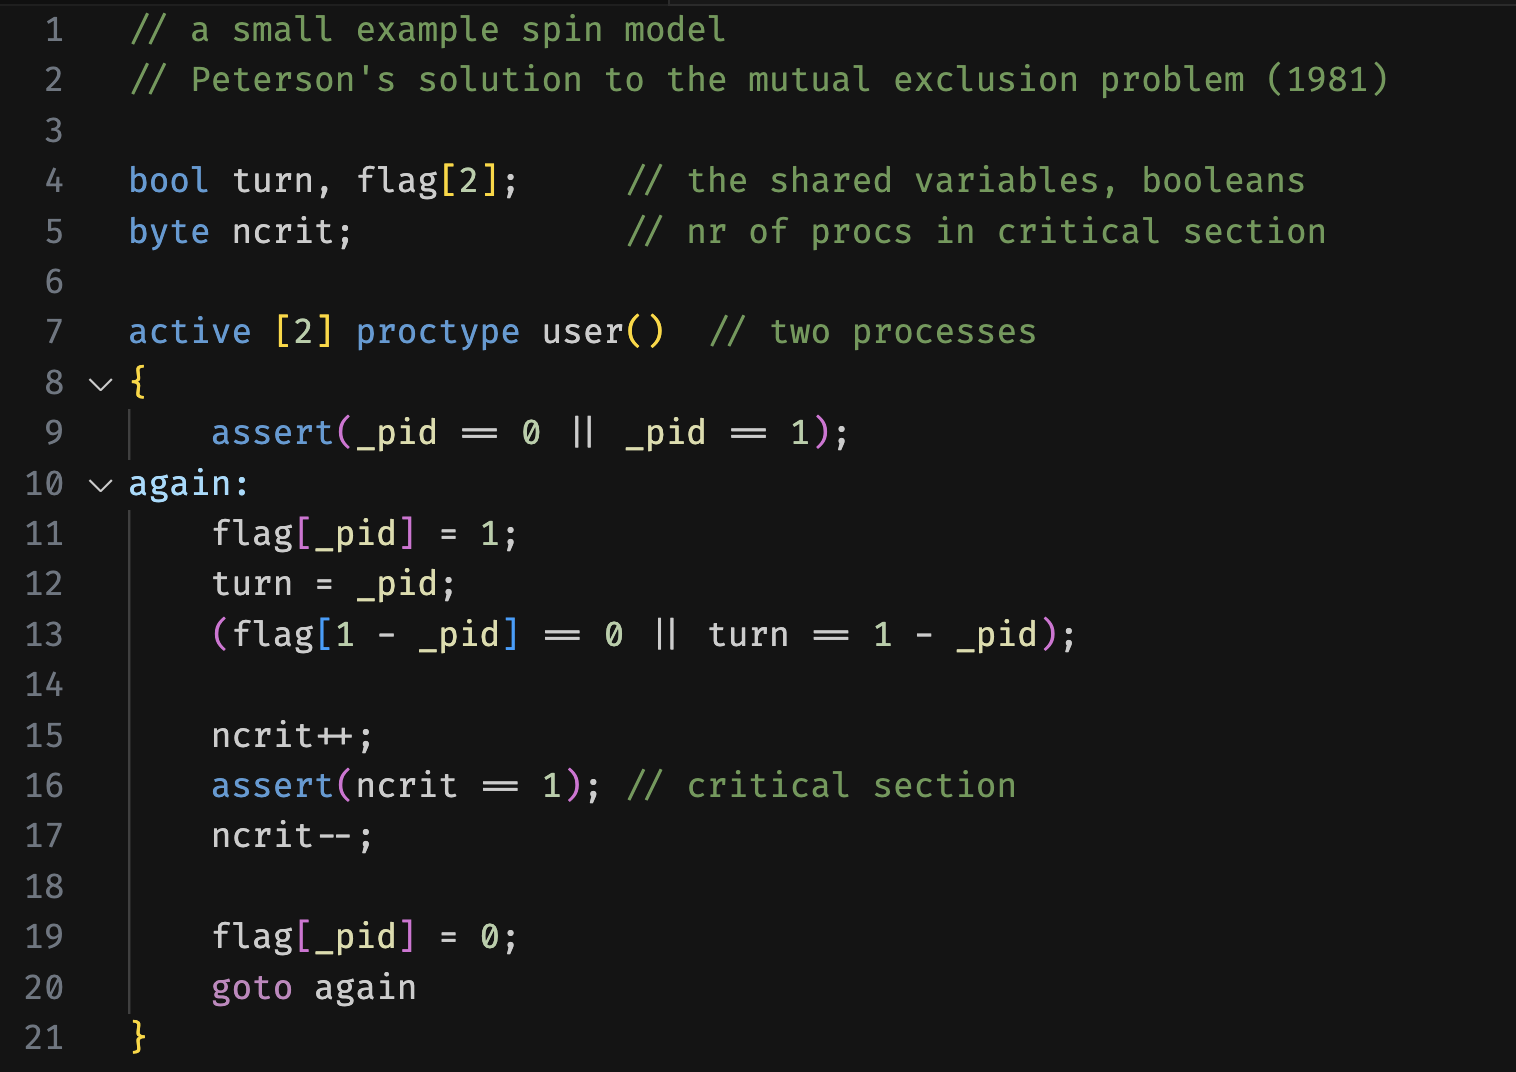 1 // a small example spin model
2 // Peterson's solution to the mutual exclusion problem (1981)
3
4 bool turn, flag[2];     // the shared variables, booleans
5 byte ncrit;             // nr of procs in critical section
6
7 active [2] proctype user()  // two processes
8 {
9     assert(_pid == 0 || _pid == 1);
10 again:
11     flag[_pid] = 1;
12     turn = _pid;
13     (flag[1 - _pid] == 0 || turn == 1 - _pid);
14
15     ncrit++;
16     assert(ncrit == 1); // critical section
17     ncrit--;
18
19     flag[_pid] = 0;
20     goto again
21 }